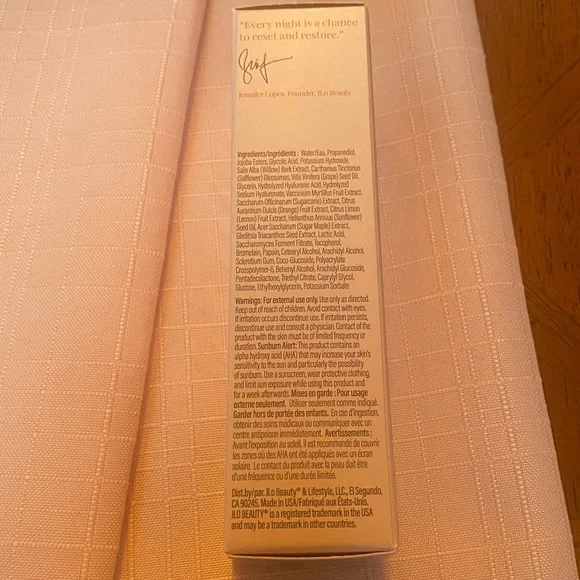 “Every night is a chance
to reset and restore.”
Jennifer Lopez, Founder, JLo Beauty
Ingredients/Ingrédients: Water/Eau, Propanediol,
Jojoba Esters, Glycolic Acid, Potassium Hydroxide,
Salix Alba (Willow) Bark Extract, Carthamus Tinctorius
(Safflower) Oleosomes, Vitis Vinifera (Grape) Seed Oil,
Glycerin, Hydrolyzed Hyaluronic Acid, Hydrolyzed
Sodium Hyaluronate, Vaccinium Myrtillus Fruit Extract,
Saccharum Officinarum (Sugarcane) Extract, Citrus
Aurantium Dulcis (Orange) Fruit Extract, Citrus Limon
(Lemon) Fruit Extract, Helianthus Annuus (Sunflower)
Seed Oil, Acer Saccharum (Sugar Maple) Extract,
Gleditsia Triacanthos Seed Extract, Lactic Acid,
Saccharomyces Ferment Filtrate, Tocopherol,
Bromelain, Papain, Cetearyl Alcohol, Arachidyl Alcohol,
Sclerotium Gum, Coco-Glucoside, Polyacrylate
Crosspolymer-6, Behenyl Alcohol, Arachidyl Glucoside,
Pentadecalactone, Triethyl Citrate, Caprylyl Glycol,
Glucose, Ethylhexylglycerin, Potassium Sorbate
Warnings: For external use only. Use only as directed.
Keep out of reach of children. Avoid contact with eyes.
If irritation occurs discontinue use. If irritation persists,
discontinue use and consult a physician. Contact of the
product with the skin must be of limited frequency or
duration. Sunburn Alert: This product contains an
alpha hydroxy acid (AHA) that may increase your skin's
sensitivity to the sun and particularly the possibility
of sunburn. Use a sunscreen, wear protective clothing,
and limit sun exposure while using this product and
for a week afterwards. Mises en garde : Pour usage
externe seulement. Utiliser seulement comme indiqué.
Garder hors de portée des enfants. En cas d'ingestion,
obtenir des soins médicaux ou communiquer avec un
centre antipoison immédiatement. Avertissements :
Avant l'exposition au soleil, il est recommandé de couvrir
les zones où des AHA ont été appliqués avec un écran
solaire. Le contact du produit avec la peau doit être
d'une fréquence ou d'une durée limitée.
Dist.by/par. JLo Beauty® & Lifestyle, LLC., El Segundo,
CA 90245. Made in USA/Fabriqué aux États-Unis.
JLO BEAUTY® is a registered trademark in the USA
and may be a trademark in other countries.